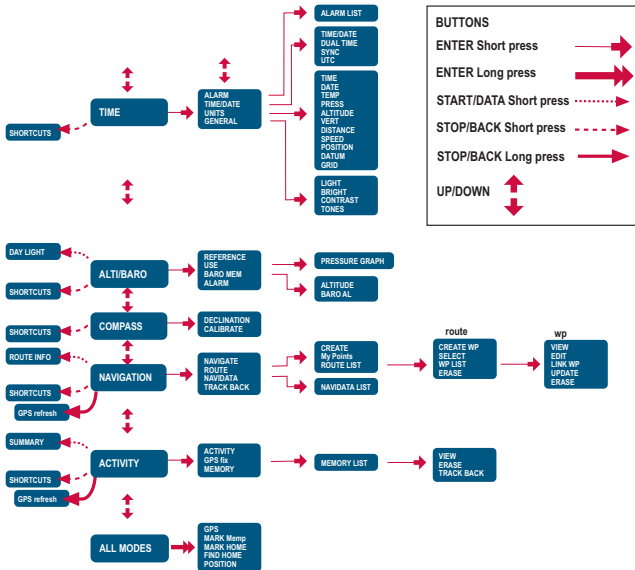 ALARM LIST
TIME/DATE
DUAL TIME
SYNC
UTC
ALARM
TIME/DATE
UNITS
GENERAL
TIME
SHORTCUTS
TIME
DATE
TEMP
PRESS
ALTITUDE
VERT
DISTANCE
SPEED
POSITION
DATUM
GRID
LIGHT
BRIGHT
CONTRAST
TONES
BUTTONS
ENTER Short press
ENTER Long press
START/DATA Short press
STOP/BACK Short press
STOP/BACK Long press
UP/DOWN
DAY LIGHT
ALTI/BARO
SHORTCUTS
REFERENCE
USE
BARO MEM
ALARM
PRESSURE GRAPH
ALTITUDE
BARO AL
SHORTCUTS
COMPASS
DECLINATION
CALIBRATE
ROUTE INFO
NAVIGATION
SHORTCUTS
GPS refresh
NAVIGATE
ROUTE
NAVIDATA
TRACK BACK
CREATE
My Points
ROUTE LIST
NAVIDATA LIST
route
CREATE WP
SELECT
WP LIST
ERASE
wp
VIEW
EDIT
LINK WP
UPDATE
ERASE
SUMMARY
ACTIVITY
SHORTCUTS
GPS refresh
ACTIVITY
GPS fix
MEMORY
MEMORY LIST
VIEW
ERASE
TRACK BACK
ALL MODES
GPS
MARK Memp
MARK HOME
FIND HOME
POSITION